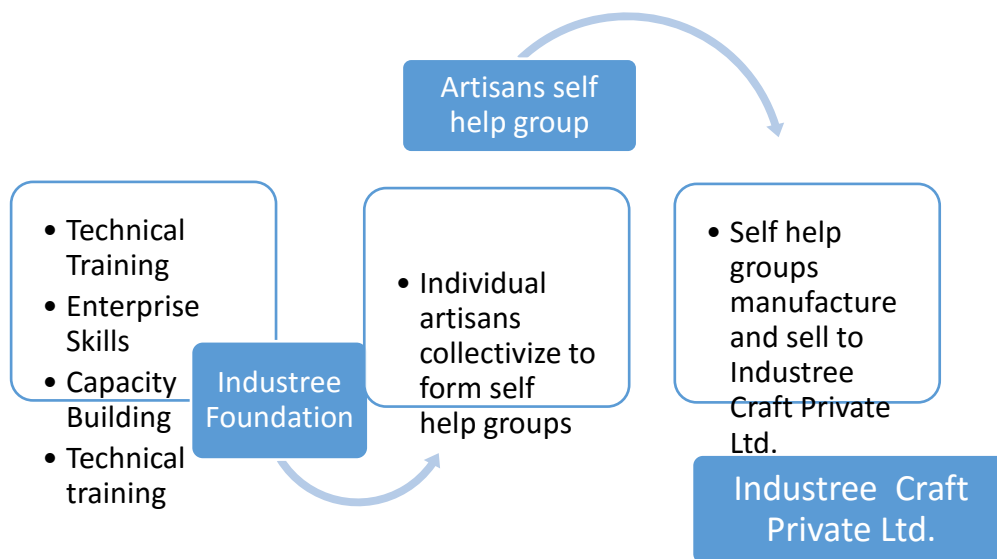 Artisans self
help group
• Technical
Training
• Enterprise
Skills
• Capacity
Building
• Technical
training
Industree
Foundation
• Individual
artisans
collectivize to
form self
help groups
• Self help
groups
manufacture
and sell to
Industree
Craft Private
Ltd.
Industree Craft
Private Ltd.